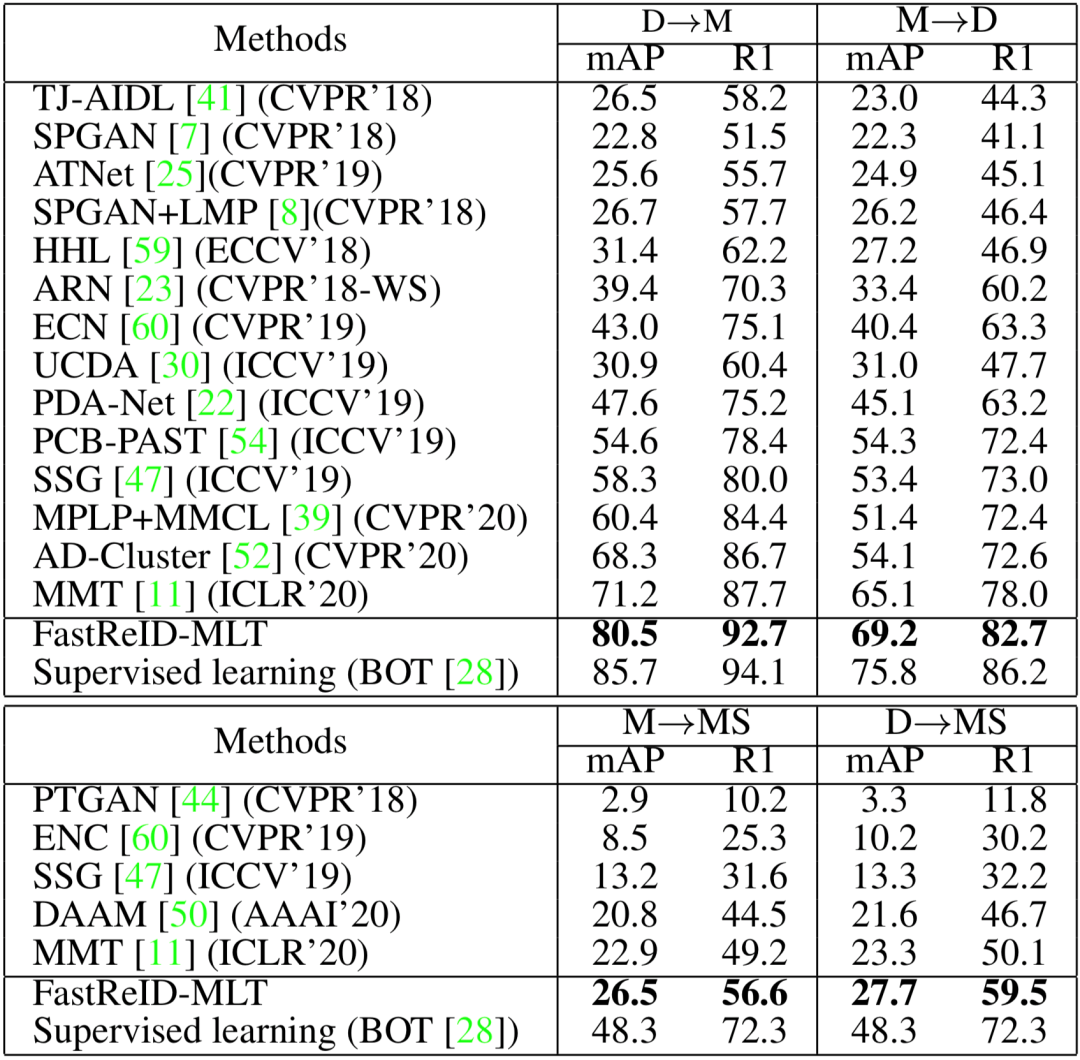 Methods D→M M→D
mAP R1 mAP R1
TJ-AIDL [41] (CVPR'18) 26.5 58.2 23.0 44.3
SPGAN [7] (CVPR'18) 22.8 51.5 22.3 41.1
ATNet [25](CVPR'19) 25.6 55.7 24.9 45.1
SPGAN+LMP [8](CVPR'18) 26.7 57.7 26.2 46.4
HHL [59] (ECCV'18) 31.4 62.2 27.2 46.9
ARN [23] (CVPR'18-WS) 39.4 70.3 33.4 60.2
ECN [60] (CVPR'19) 43.0 75.1 40.4 63.3
UCDA [30] (ICCV'19) 30.9 60.4 31.0 47.7
PDA-Net [22] (ICCV'19) 47.6 75.2 45.1 63.2
PCB-PAST [54] (ICCV'19) 54.6 78.4 54.3 72.4
SSG [47] (ICCV'19) 58.3 80.0 53.4 73.0
MPLP+MMCL [39] (CVPR'20) 60.4 84.4 51.4 72.4
AD-Cluster [52] (CVPR'20) 68.3 86.7 54.1 72.6
MMT [11] (ICLR'20) 71.2 87.7 65.1 78.0
FastReID-MLT 80.5 92.7 69.2 82.7
Supervised learning (BOT [28]) 85.7 94.1 75.8 86.2
Methods M→MS D→MS
mAP R1 mAP R1
PTGAN [44] (CVPR'18) 2.9 10.2 3.3 11.8
ENC [60] (CVPR'19) 8.5 25.3 10.2 30.2
SSG [47] (ICCV'19) 13.2 31.6 13.3 32.2
DAAM [50] (AAAI'20) 20.8 44.5 21.6 46.7
MMT [11] (ICLR'20) 22.9 49.2 23.3 50.1
FastReID-MLT 26.5 56.6 27.7 59.5
Supervised learning (BOT [28]) 48.3 72.3 48.3 72.3